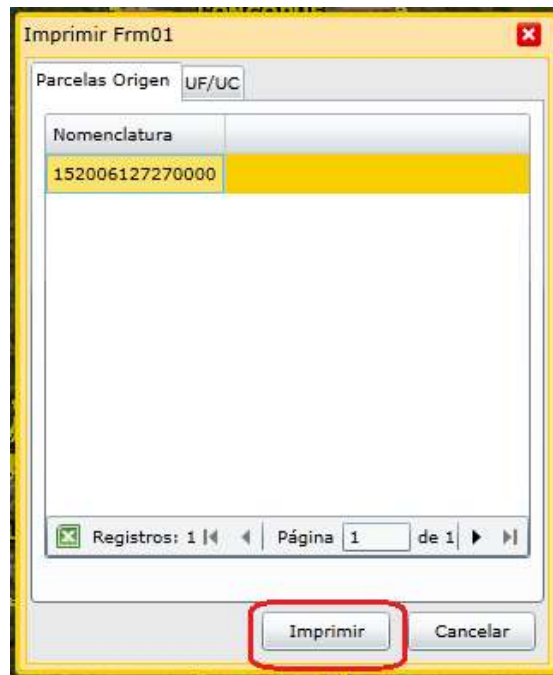 Imprimir Frm01
Parcelas Origen UF/UC
Nomenclatura
152006127270000
Registros: 1 Página 1 de 1
Imprimir Cancelar